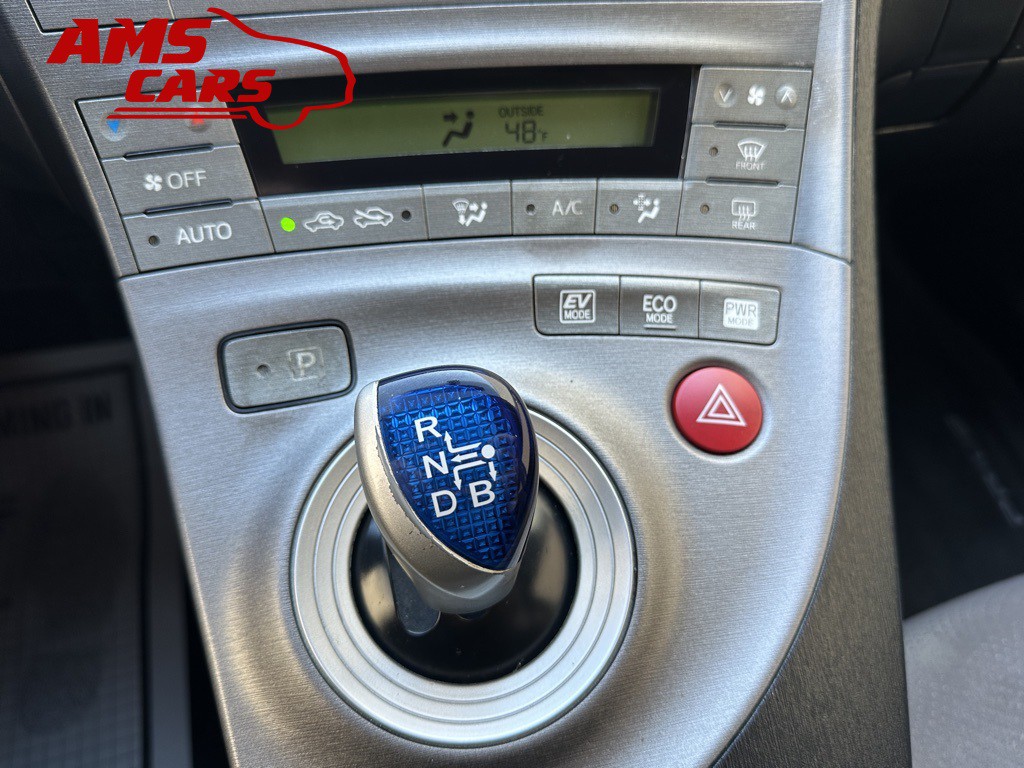 AMS
CARS
OUTSIDE
48°F
OFF
FRONT
AUTO
A/C
REAR
EV
MODE
ECO
MODE
PWR
MODE
P
R
N
D B